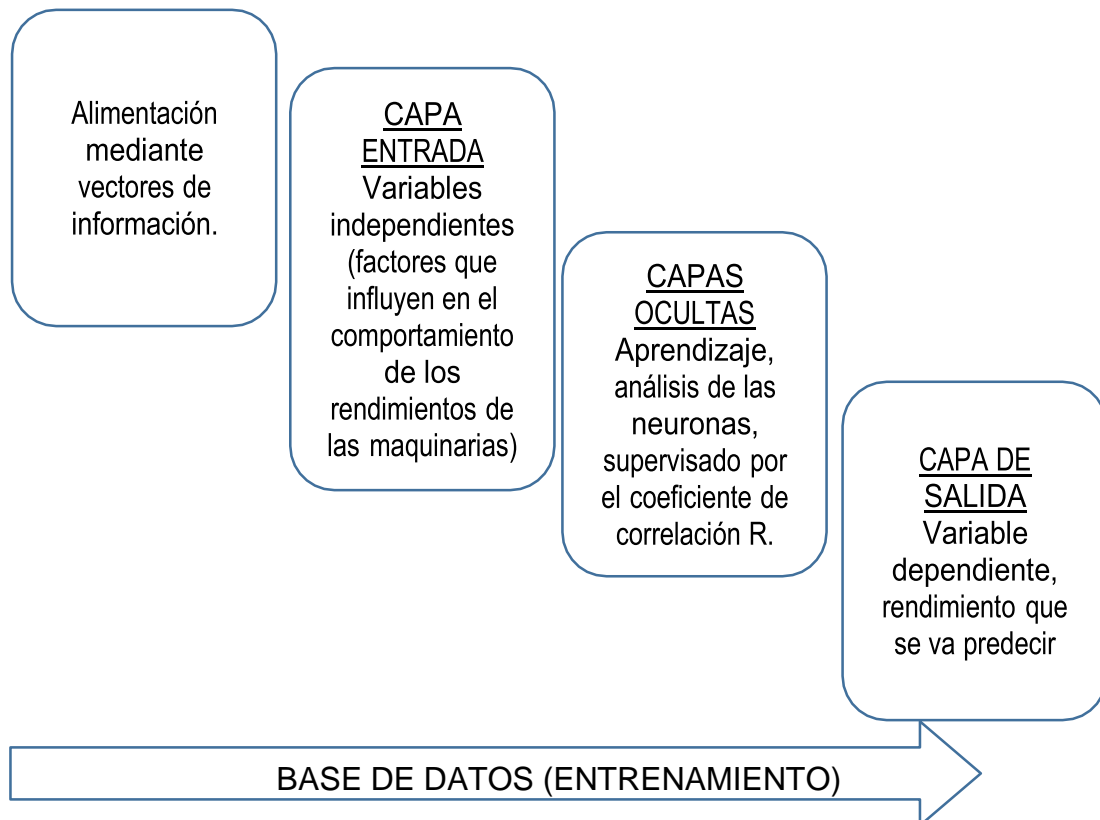 Alimentación
mediante
vectores de
información.
CAPA
ENTRADA
Variables
independientes
(factores que
influyen en el
comportamiento
de los
rendimientos de
las maquinarias)
CAPAS
OCULTAS
Aprendizaje,
análisis de las
neuronas,
supervisado por
el coeficiente de
correlación R.
CAPA DE
SALIDA
Variable
dependiente,
rendimiento que
se va predecir
BASE DE DATOS (ENTRENAMIENTO)